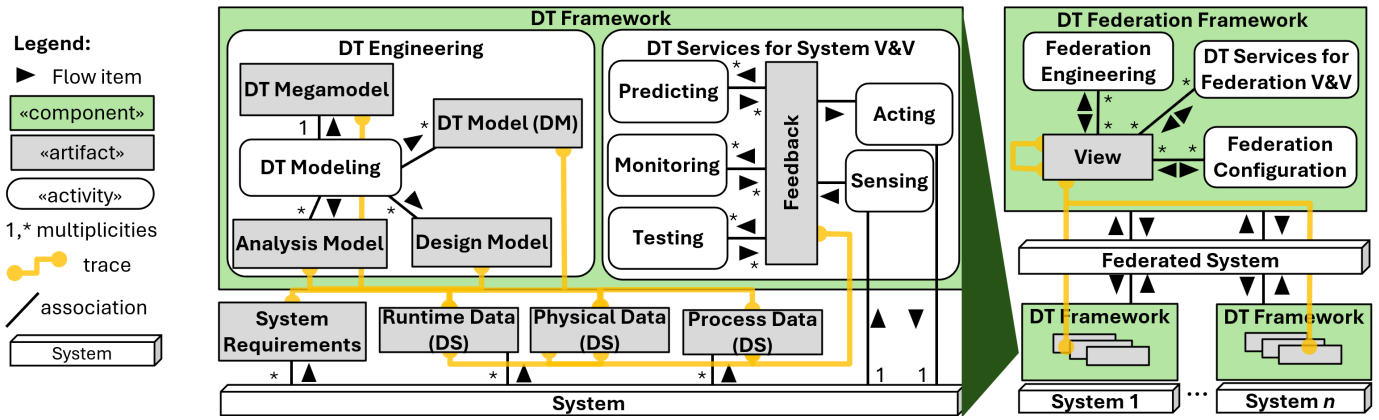 Legend:
Flow item
«component»
«artifact»
«activity»
1,* multiplicities
trace
association
System
DT Framework
DT Engineering
DT Megamodel
1
DT Model (DM)
*
DT Modeling
*
*
Analysis Model
Design Model
DT Services for System V&V
Predicting
*
*
Monitoring
*
*
Testing
*
*
Feedback
Acting
Sensing
System
Requirements
Runtime Data
(DS)
Physical Data
(DS)
Process Data
(DS)
*
*
*
1
1
System
DT Federation Framework
Federation
Engineering
DT Services for
Federation V&V
*
*
*
*
View
*
*
Federation
Configuration
Federated System
DT Framework
DT Framework
System 1
...
System n